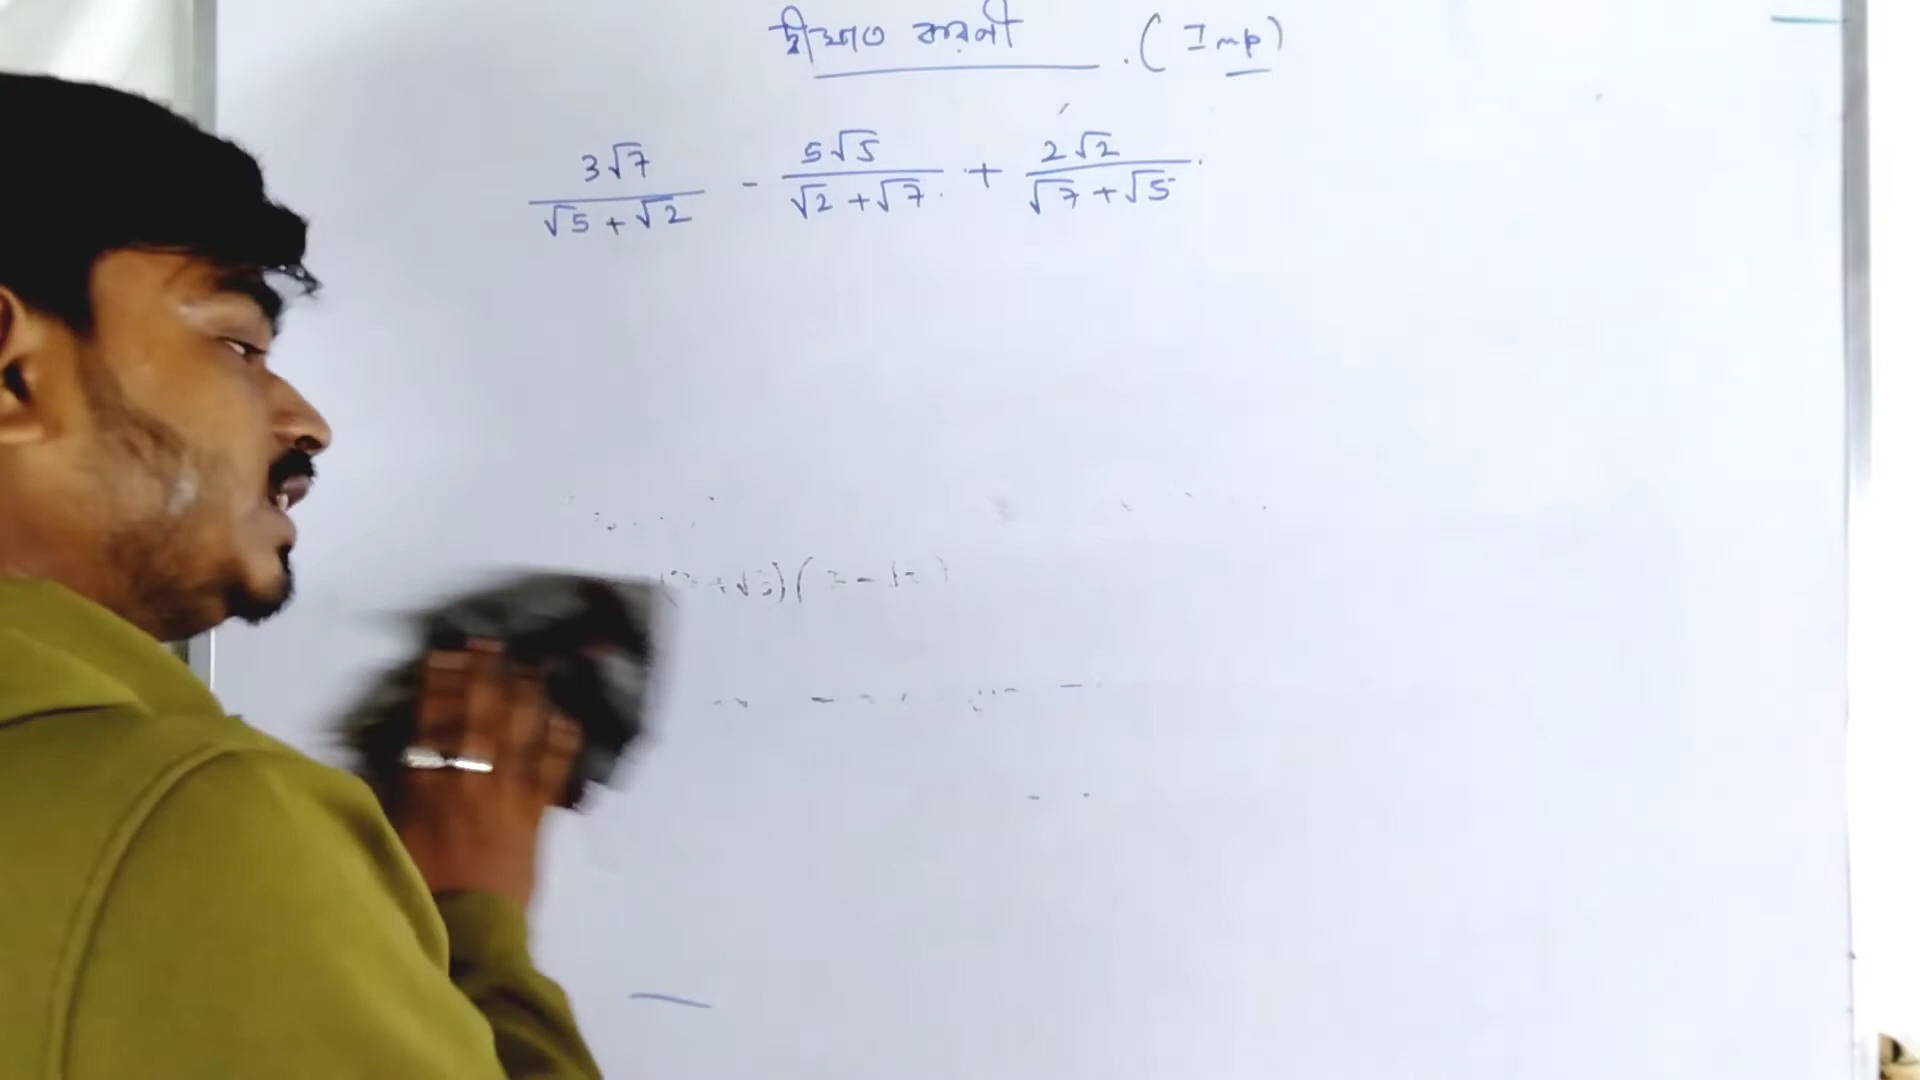 দ্বীঘাত করণী . (Imp)
3√7/(√5+√2) - 5√5/(√2+√7) + 2√2/(√7+√5)